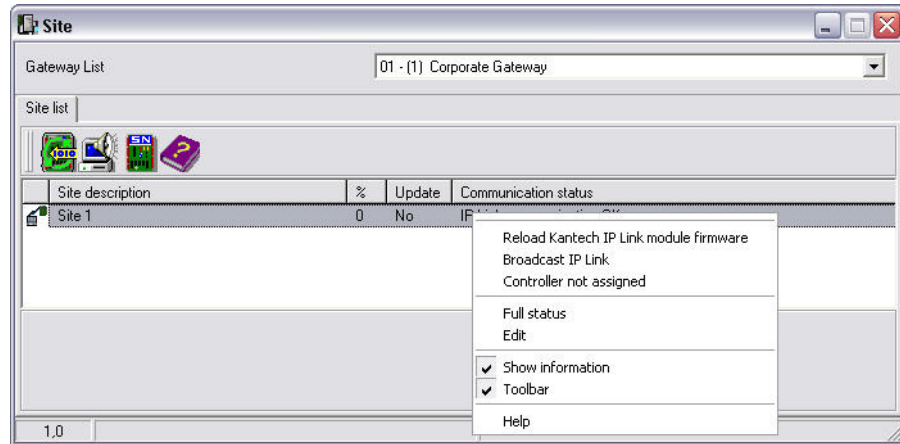 Site
Gateway List
01 - (1) Corporate Gateway
Site list
1010
SN
?
Site description % Update Communication status
Site 1 0 No
Reload Kantech IP Link module firmware
Broadcast IP Link
Controller not assigned
Full status
Edit
Show information
Toolbar
Help
1,0